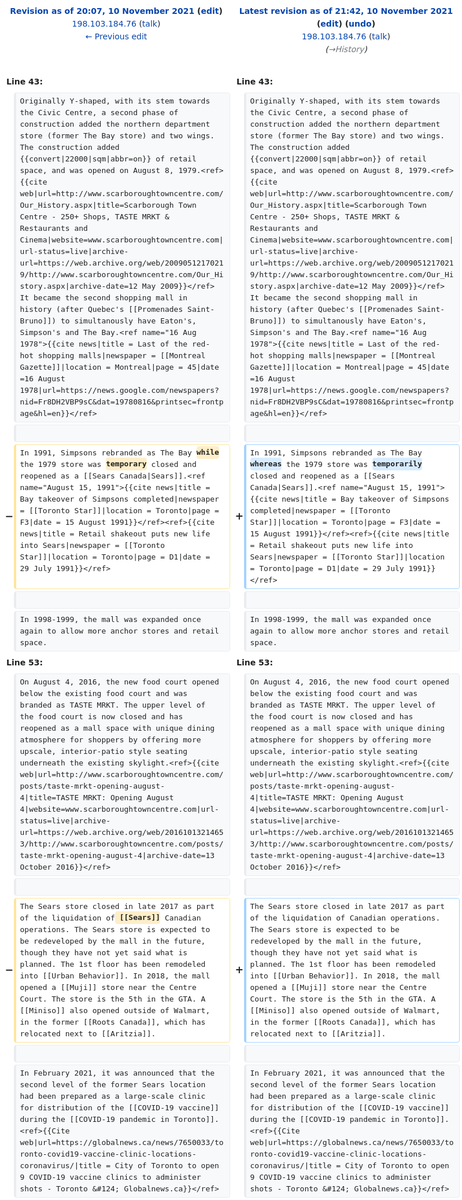 Revision as of 20:07, 10 November 2021 (edit)
198.103.184.76 (talk)
← Previous edit
Latest revision as of 21:42, 10 November 2021
(edit) (undo)
198.103.184.76 (talk)
(→History)
Line 43:
Line 43:
Originally Y-shaped, with its stem towards
the Civic Centre, a second phase of
construction added the northern department
store (former The Bay store) and two wings.
The construction added
{{convert|22000|sqm|abbr=on}} of retail
space, and was opened on August 8, 1979.<ref>
{{cite
web|url=http://www.scarboroughtowncentre.com/
Our_History.aspx|title=Scarborough Town
Centre - 250+ Shops, TASTE MRKT &
Restaurants and
Cinema|website=www.scarboroughtowncentre.com|
url-status=live|archive-
url=https://web.archive.org/web/2009051217021
9/http://www.scarboroughtowncentre.com/Our_Hi
story.aspx|archive-date=12 May 2009}}</ref>
It became the second shopping mall in
history (after Quebec's [[Promenades Saint-
Bruno]]) to simultanously have Eaton's,
Simpson's and The Bay.<ref name="16 Aug
1978">{{cite news|title = Last of the red-
hot shopping malls|newspaper = [[Montreal
Gazette]]|location = Montreal|page = 45|date
=16 August
1978|url=https://news.google.com/newspapers?
nid=Fr8DH2VBP9sC&dat=19780816&printsec=frontp
age&hl=en}}</ref>
Originally Y-shaped, with its stem towards
the Civic Centre, a second phase of
construction added the northern department
store (former The Bay store) and two wings.
The construction added
{{convert|22000|sqm|abbr=on}} of retail
space, and was opened on August 8, 1979.<ref>
{{cite
web|url=http://www.scarboroughtowncentre.com/
Our_History.aspx|title=Scarborough Town
Centre - 250+ Shops, TASTE MRKT &
Restaurants and
Cinema|website=www.scarboroughtowncentre.com|
url-status=live|archive-
url=https://web.archive.org/web/2009051217021
9/http://www.scarboroughtowncentre.com/Our_Hi
story.aspx|archive-date=12 May 2009}}</ref>
It became the second shopping mall in
history (after Quebec's [[Promenades Saint-
Bruno]]) to simultanously have Eaton's,
Simpson's and The Bay.<ref name="16 Aug
1978">{{cite news|title = Last of the red-
hot shopping malls|newspaper = [[Montreal
Gazette]]|location = Montreal|page = 45|date
=16 August
1978|url=https://news.google.com/newspapers?
nid=Fr8DH2VBP9sC&dat=19780816&printsec=frontp
age&hl=en}}</ref>
−
In 1991, Simpsons rebranded as The Bay while
the 1979 store was temporary closed and
reopened as a [[Sears Canada|Sears]].<ref
name="August 15, 1991">{{cite news|title =
Bay takeover of Simpsons completed|newspaper
= [[Toronto Star]]|location = Toronto|page =
F3|date = 15 August 1991}}</ref><ref>{{cite
news|title = Retail shakeout puts new life
into Sears|newspaper = [[Toronto
Star]]|location = Toronto|page = D1|date =
29 July 1991}}</ref>
+
In 1991, Simpsons rebranded as The Bay
whereas the 1979 store was temporarily
closed and reopened as a [[Sears
Canada|Sears]].<ref name="August 15, 1991">
{{cite news|title = Bay takeover of Simpsons
completed|newspaper = [[Toronto
Star]]|location = Toronto|page = F3|date =
15 August 1991}}</ref><ref>{{cite news|title
= Retail shakeout puts new life into
Sears|newspaper = [[Toronto
Star]]|location = Toronto|page = D1|date =
29 July 1991}}
</ref>
In 1998-1999, the mall was expanded once
again to allow more anchor stores and retail
space.
In 1998-1999, the mall was expanded once
again to allow more anchor stores and retail
space.
Line 53:
Line 53:
On August 4, 2016, the new food court opened
below the existing food court and was
branded as TASTE MRKT. The upper level of
the food court is now closed and has
reopened as a mall space with unique dining
atmosphere for shoppers by offering more
upscale, interior-patio style seating
underneath the existing skylight.<ref>{{cite
web|url=http://www.scarboroughtowncentre.com/
posts/taste-mrkt-opening-august-
4|title=TASTE MRKT: Opening August
4|website=www.scarboroughtowncentre.com|url-
status=live|archive-
url=https://web.archive.org/web/2016101321465
3/http://www.scarboroughtowncentre.com/posts/
taste-mrkt-opening-august-4|archive-date=13
October 2016}}</ref>
On August 4, 2016, the new food court opened
below the existing food court and was
branded as TASTE MRKT. The upper level of
the food court is now closed and has
reopened as a mall space with unique dining
atmosphere for shoppers by offering more
upscale, interior-patio style seating
underneath the existing skylight.<ref>{{cite
web|url=http://www.scarboroughtowncentre.com/
posts/taste-mrkt-opening-august-
4|title=TASTE MRKT: Opening August
4|website=www.scarboroughtowncentre.com|url-
status=live|archive-
url=https://web.archive.org/web/2016101321465
3/http://www.scarboroughtowncentre.com/posts/
taste-mrkt-opening-august-4|archive-date=13
October 2016}}</ref>
−
The Sears store closed in late 2017 as part
of the liquidation of [[Sears]] Canadian
operations. The Sears store is expected to
be redeveloped by the mall in the future,
though they have not yet said what is
planned. The 1st floor has been remodeled
into [[Urban Behavior]]. In 2018, the mall
opened a [[Muji]] store near the Centre
Court. The store is the 5th in the GTA. A
[[Miniso]] also opened outside of Walmart,
in the former [[Roots Canada]], which has
relocated next to [[Aritzia]].
+
The Sears store closed in late 2017 as part
of the liquidation of Canadian operations.
The Sears store is expected to be
redeveloped by the mall in the future,
though they have not yet said what is
planned. The 1st floor has been remodeled
into [[Urban Behavior]]. In 2018, the mall
opened a [[Muji]] store near the Centre
Court. The store is the 5th in the GTA. A
[[Miniso]] also opened outside of Walmart,
in the former [[Roots Canada]], which has
relocated next to [[Aritzia]].
In February 2021, it was announced that the
second level of the former Sears location
had been prepared as a large-scale clinic
for distribution of the [[COVID-19 vaccine]]
during the [[COVID-19 pandemic in Toronto]].
<ref>{{Cite
web|url=https://globalnews.ca/news/7650033/to
ronto-covid19-vaccine-clinic-locations-
coronavirus/|title = City of Toronto to open
9 COVID-19 vaccine clinics to administer
shots - Toronto &#124; Globalnews.ca}}</ref>
In February 2021, it was announced that the
second level of the former Sears location
had been prepared as a large-scale clinic
for distribution of the [[COVID-19 vaccine]]
during the [[COVID-19 pandemic in Toronto]].
<ref>{{Cite
web|url=https://globalnews.ca/news/7650033/to
ronto-covid19-vaccine-clinic-locations-
coronavirus/|title = City of Toronto to open
9 COVID-19 vaccine clinics to administer
shots - Toronto &#124; Globalnews.ca}}</ref>